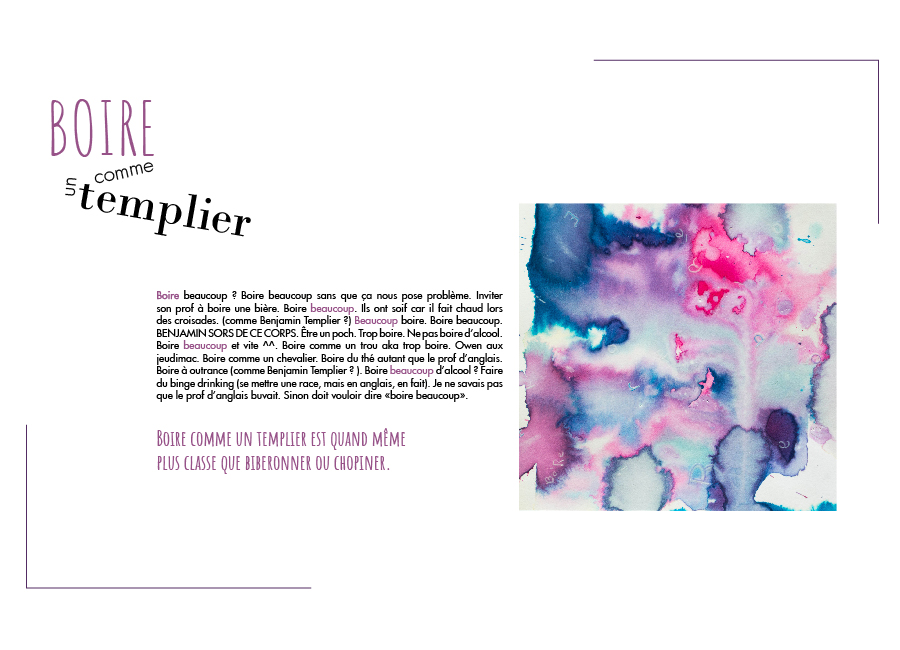 BOIRE
comme
un
templier
Boire beaucoup ? Boire beaucoup sans que ça nous pose problème. Inviter
son prof à boire une bière. Boire beaucoup. Ils ont soif car il fait chaud lors
des croisades. (comme Benjamin Templier ?) Beaucoup boire. Boire beaucoup.
BENJAMIN SORS DE CE CORPS. Être un poch. Trop boire. Ne pas boire d’alcool.
Boire beaucoup et vite ^^. Boire comme un trou aka trop boire. Owen aux
jeudimac. Boire comme un chevalier. Boire du thé autant que le prof d’anglais.
Boire à outrance (comme Benjamin Templier ? ). Boire beaucoup d’alcool ? Faire
du binge drinking (se mettre une race, mais en anglais, en fait). Je ne savais pas
que le prof d’anglais buvait. Sinon doit vouloir dire «boire beaucoup».
BOIRE COMME UN TEMPLIER EST QUAND MÊME
PLUS CLASSE QUE BIBERONNER OU CHOPINER.